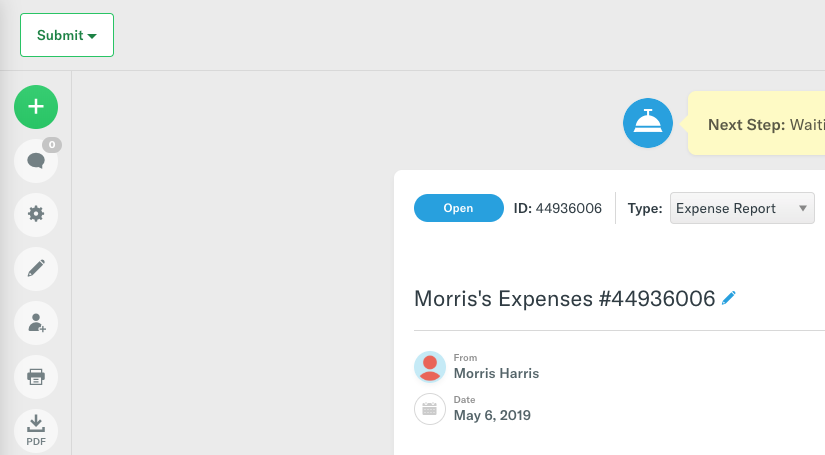 Submit
0
Next Step: Waiti
Open ID: 44936006 Type: Expense Report
Morris's Expenses #44936006
From
Morris Harris
Date
May 6, 2019
PDF